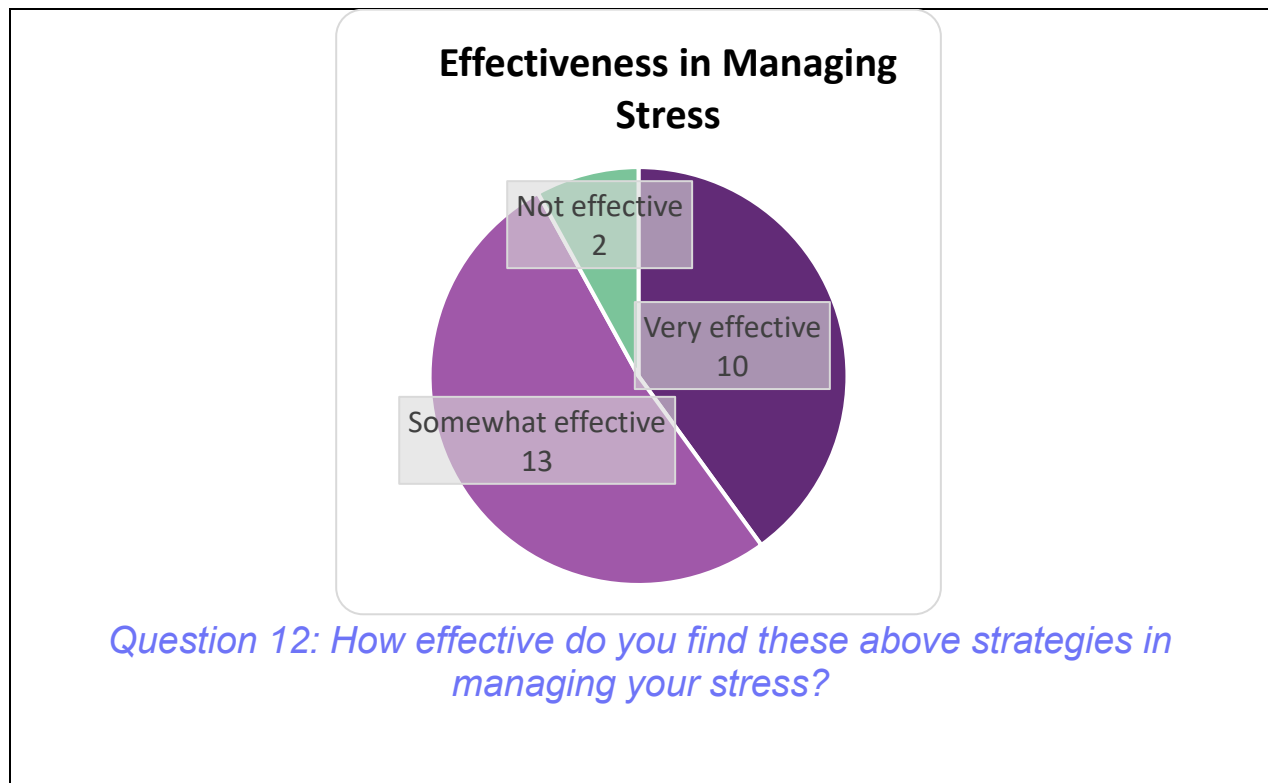 Effectiveness in Managing
Stress
Not effective
2
Very effective
10
Somewhat effective
13
Question 12: How effective do you find these above strategies in
managing your stress?